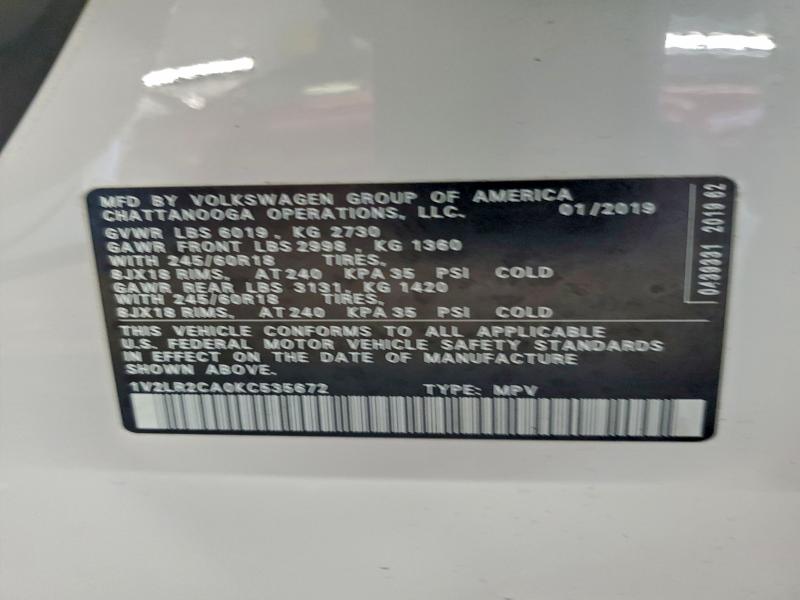 MFD BY VOLKSWAGEN GROUP OF AMERICA
CHATTANOOGA OPERATIONS, LLC. 01/2019
GVWR LBS 6019 , KG 2730
GAWR FRONT LBS 2998 , KG 1360
WITH 245/60R18 TIRES,
8JX18 RIMS, AT 240 KPA 35 PSI COLD
GAWR REAR LBS 3131, KG 1420
WITH 245/60R18 TIRES,
8JX18 RIMS, AT 240 KPA 35 PSI COLD
THIS VEHICLE CONFORMS TO ALL APPLICABLE
U.S. FEDERAL MOTOR VEHICLE SAFETY STANDARDS
IN EFFECT ON THE DATE OF MANUFACTURE
SHOWN ABOVE.
1V2LR2CA0KC535672 TYPE: MPV
2019 62